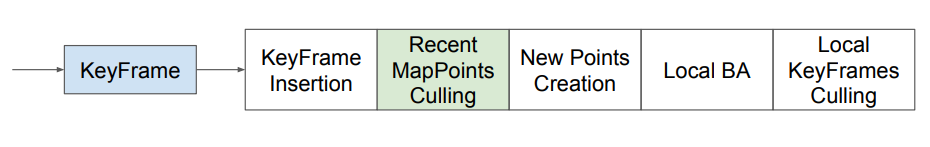 KeyFrame
KeyFrame
Insertion
Recent
MapPoints
Culling
New Points
Creation
Local BA
Local
KeyFrames
Culling